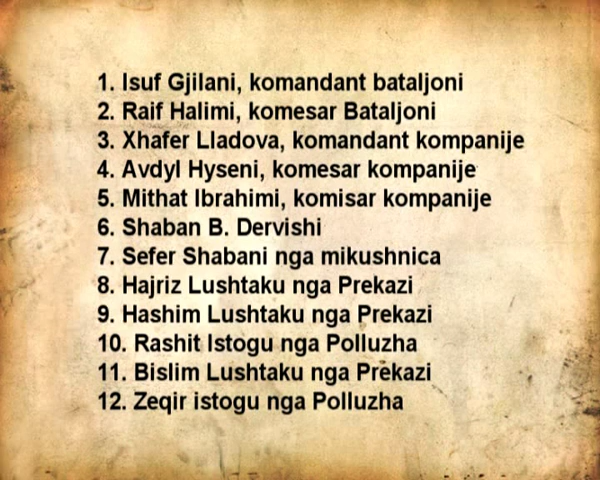 1. Isuf Gjilani, komandant bataljoni
2. Raif Halimi, komesar Bataljoni
3. Xhafer Lladova, komandant kompanije
4. Avdyl Hyseni, komesar kompanije
5. Mithat Ibrahimi, komisar kompanije
6. Shaban B. Dervishi
7. Sefer Shabani nga mikushnica
8. Hajriz Lushtaku nga Prekazi
9. Hashim Lushtaku nga Prekazi
10. Rashit Istogu nga Polluzha
11. Bislim Lushtaku nga Prekazi
12. Zeqir istogu nga Polluzha